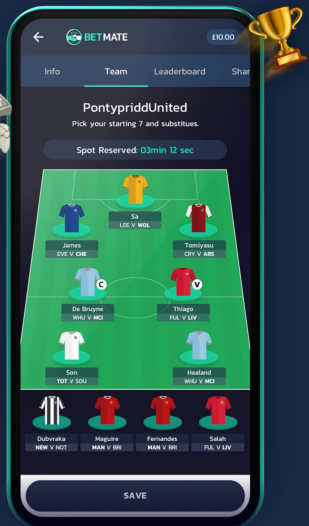 BETMATE
£10.00
Info Team Leaderboard Shar
PontypriddUnited
Pick your starting 7 and substitues.
Spot Reserved: 03min 12 sec
Sa
LEE V WOL
James
EVE V CHE
Tomiyasu
CRY V ARS
C
V
De Bruyne
WHU V MCI
Thiago
FUL V LIV
Son
TOT V SOU
Haaland
WHU V MCI
Dubvraka
NEW V NOT
Maguire
MAN V BRI
Fernandes
MAN V BRI
Salah
FUL V LIV
SAVE